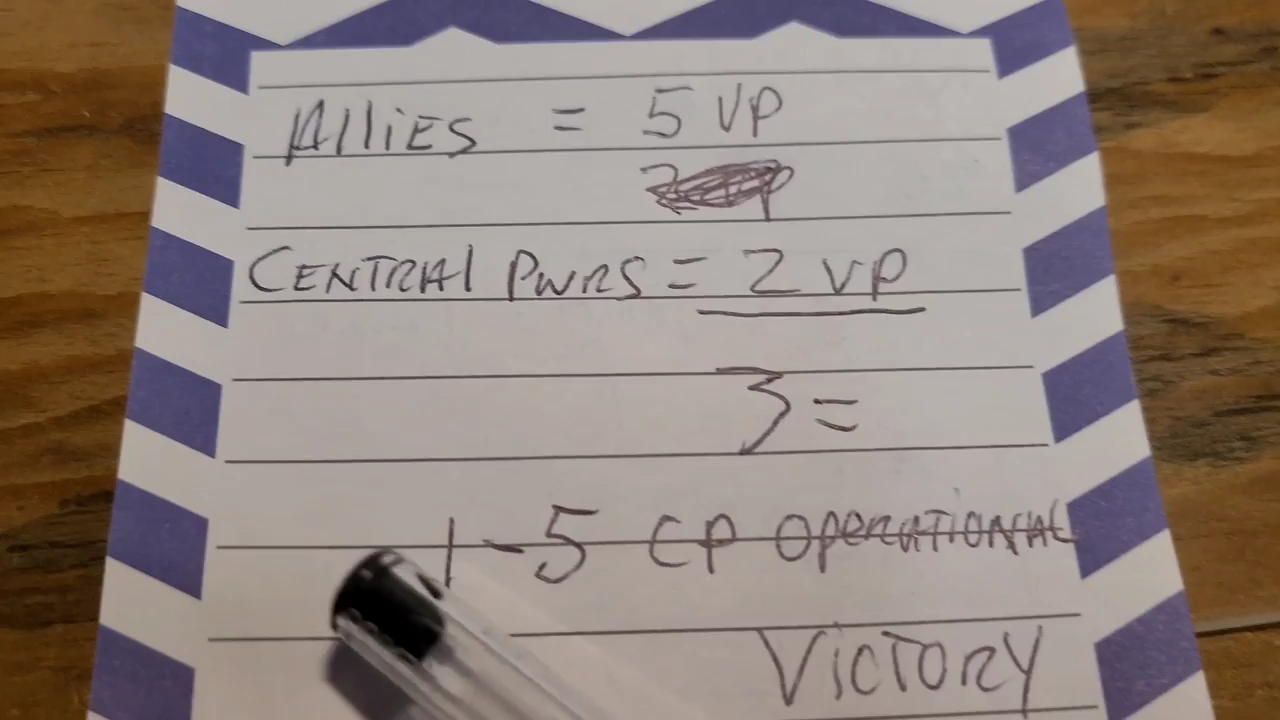 Allies = 5 VP
CENTRAL PWRS = 2 VP
3 =
1-5 CP OPERATIONAL
VICTORY